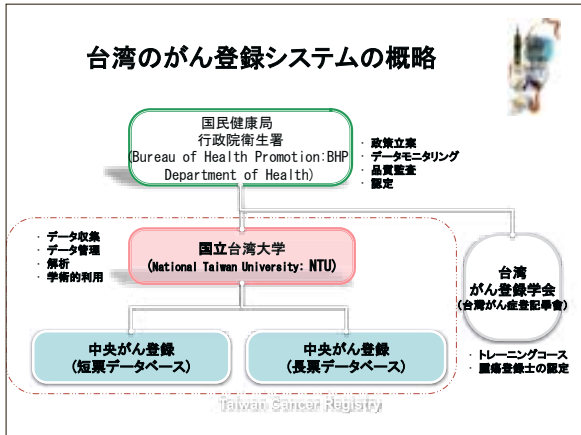 台湾のがん登録システムの概略
国民健康局
行政院衛生署
(Bureau of Health Promotion:BHP
Department of Health)
・ 政策立案
・ データモニタリング
・ 品質監査
・ 認定
・ データ収集
・ データ管理
・ 解析
・学術的利用
国立台湾大学
(National Taiwan University: NTU)
台湾
がん登録学会
(台湾がん症登記學會)
・ トレーニングコース
・ 腫瘍登録士の認定
中央がん登録
(短票データベース)
中央がん登録
(長票データベース)
Taiwan Cancer Registry